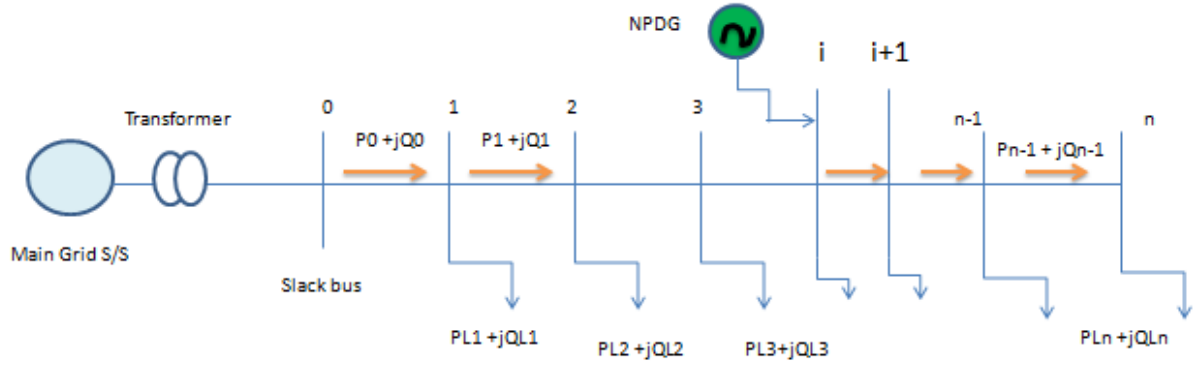 NPDG
i
i+1
0
1
2
3
n-1
n
Transformer
P0 +jQ0
P1 +jQ1
Pn-1 + jQn-1
Main Grid S/S
Slack bus
PL1 +jQL1
PL2 +jQL2
PL3+jQL3
PLn +jQLn